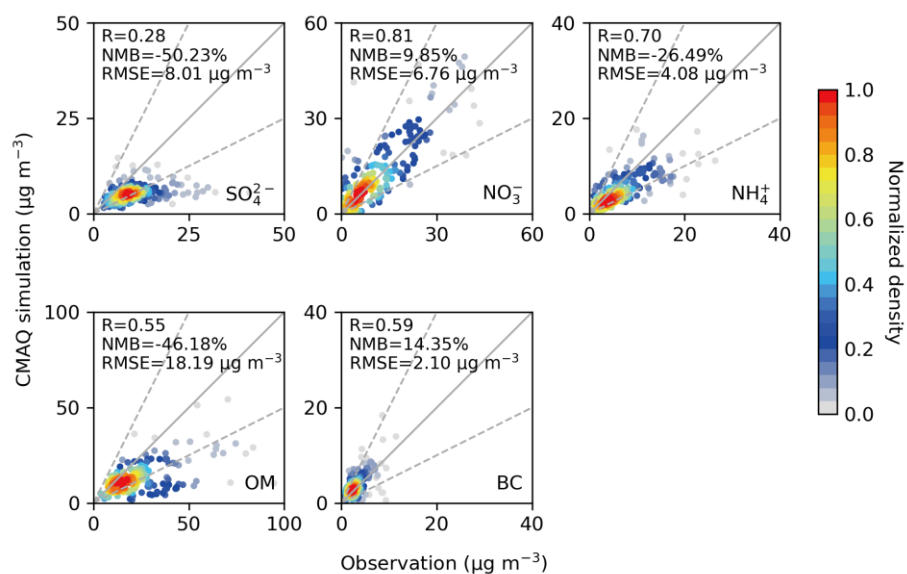 CMAQ simulation (μg m⁻³)
50
25
0
0
25
50
R=0.28
NMB=-50.23%
RMSE=8.01 μg m⁻³
SO₄²⁻
60
30
0
0
30
60
R=0.81
NMB=9.85%
RMSE=6.76 μg m⁻³
NO₃⁻
40
20
0
0
20
40
R=0.70
NMB=-26.49%
RMSE=4.08 μg m⁻³
NH₄⁺
100
50
0
0
50
100
R=0.55
NMB=-46.18%
RMSE=18.19 μg m⁻³
OM
40
20
0
0
20
40
R=0.59
NMB=14.35%
RMSE=2.10 μg m⁻³
BC
Observation (μg m⁻³)
1.0
0.8
0.6
0.4
0.2
0.0
Normalized density